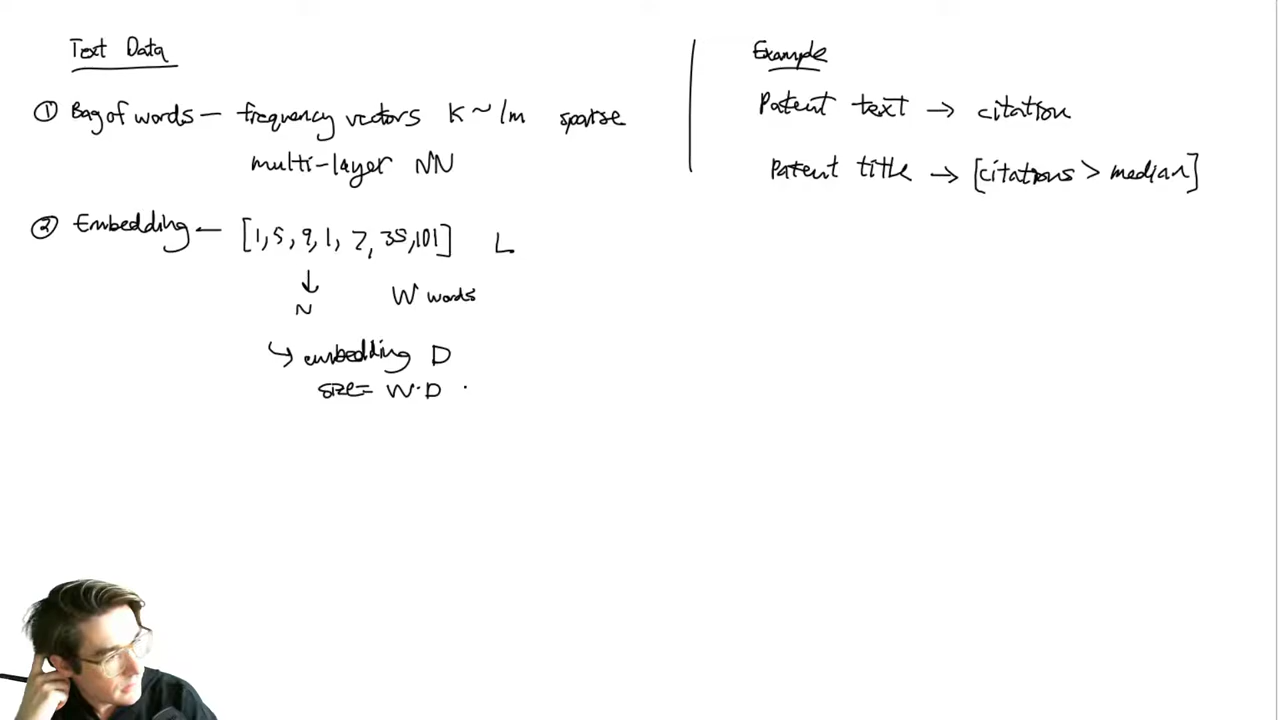 Text Data
① Bag of words — frequency vectors K ~ 1m sparse
multi-layer NN
② Embedding — [1, 5, 9, 1, 7, 35, 101] L
↓
N W words
↳ embedding D
size = W·D
Example
Patent text → citation
Patent title → [citations > median]